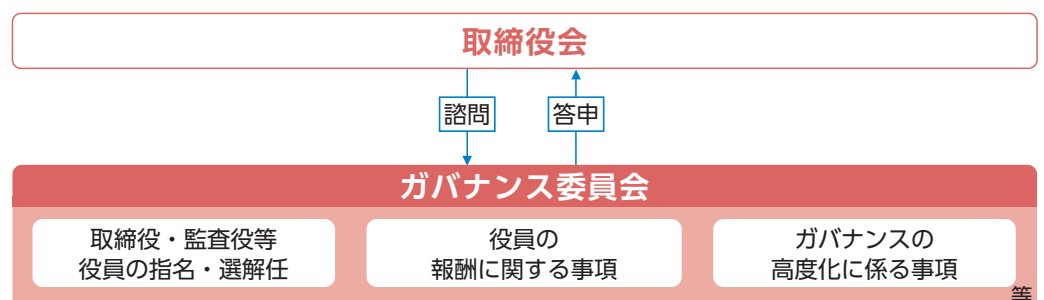 取締役会
諮問
答申
ガバナンス委員会
取締役・監査役等
役員の指名・選解任
役員の
報酬に関する事項
ガバナンスの
高度化に係る事項
等